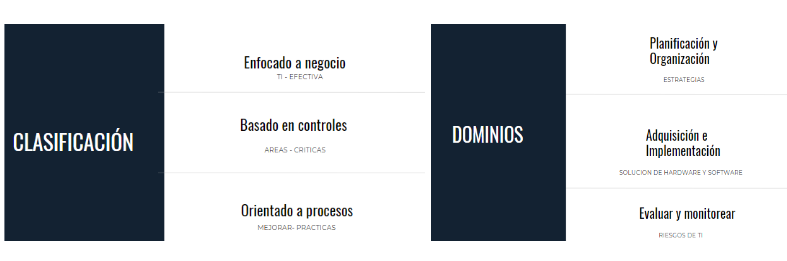 CLASIFICACIÓN
Enfocado a negocio
TI - EFECTIVA
Basado en controles
AREAS - CRITICAS
Orientado a procesos
MEJORAR- PRACTICAS
DOMINIOS
Planificación y
Organización
ESTRATEGIAS
Adquisición e
Implementación
SOLUCION DE HARDWARE Y SOFTWARE
Evaluar y monitorear
RIESGOS DE TI